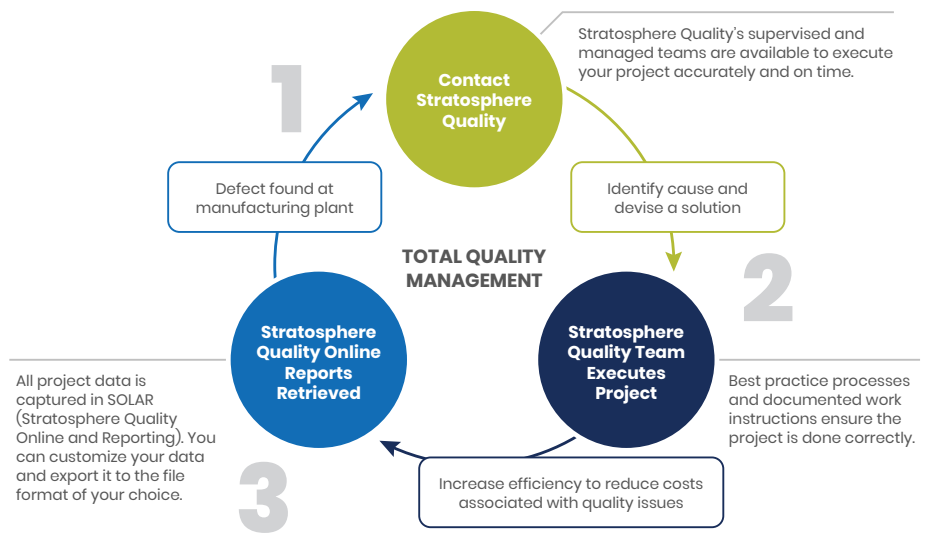 1
Contact
Stratosphere
Quality
Stratosphere Quality's supervised and
managed teams are available to execute
your project accurately and on time.
Defect found at
manufacturing plant
Identify cause and
devise a solution
TOTAL QUALITY
MANAGEMENT
2
Stratosphere
Quality Team
Executes
Project
Best practice processes
and documented work
instructions ensure the
project is done correctly.
Increase efficiency to reduce costs
associated with quality issues
3
Stratosphere
Quality Online
Reports
Retrieved
All project data is
captured in SOLAR
(Stratosphere Quality
Online and Reporting). You
can customize your data
and export it to the file
format of your choice.